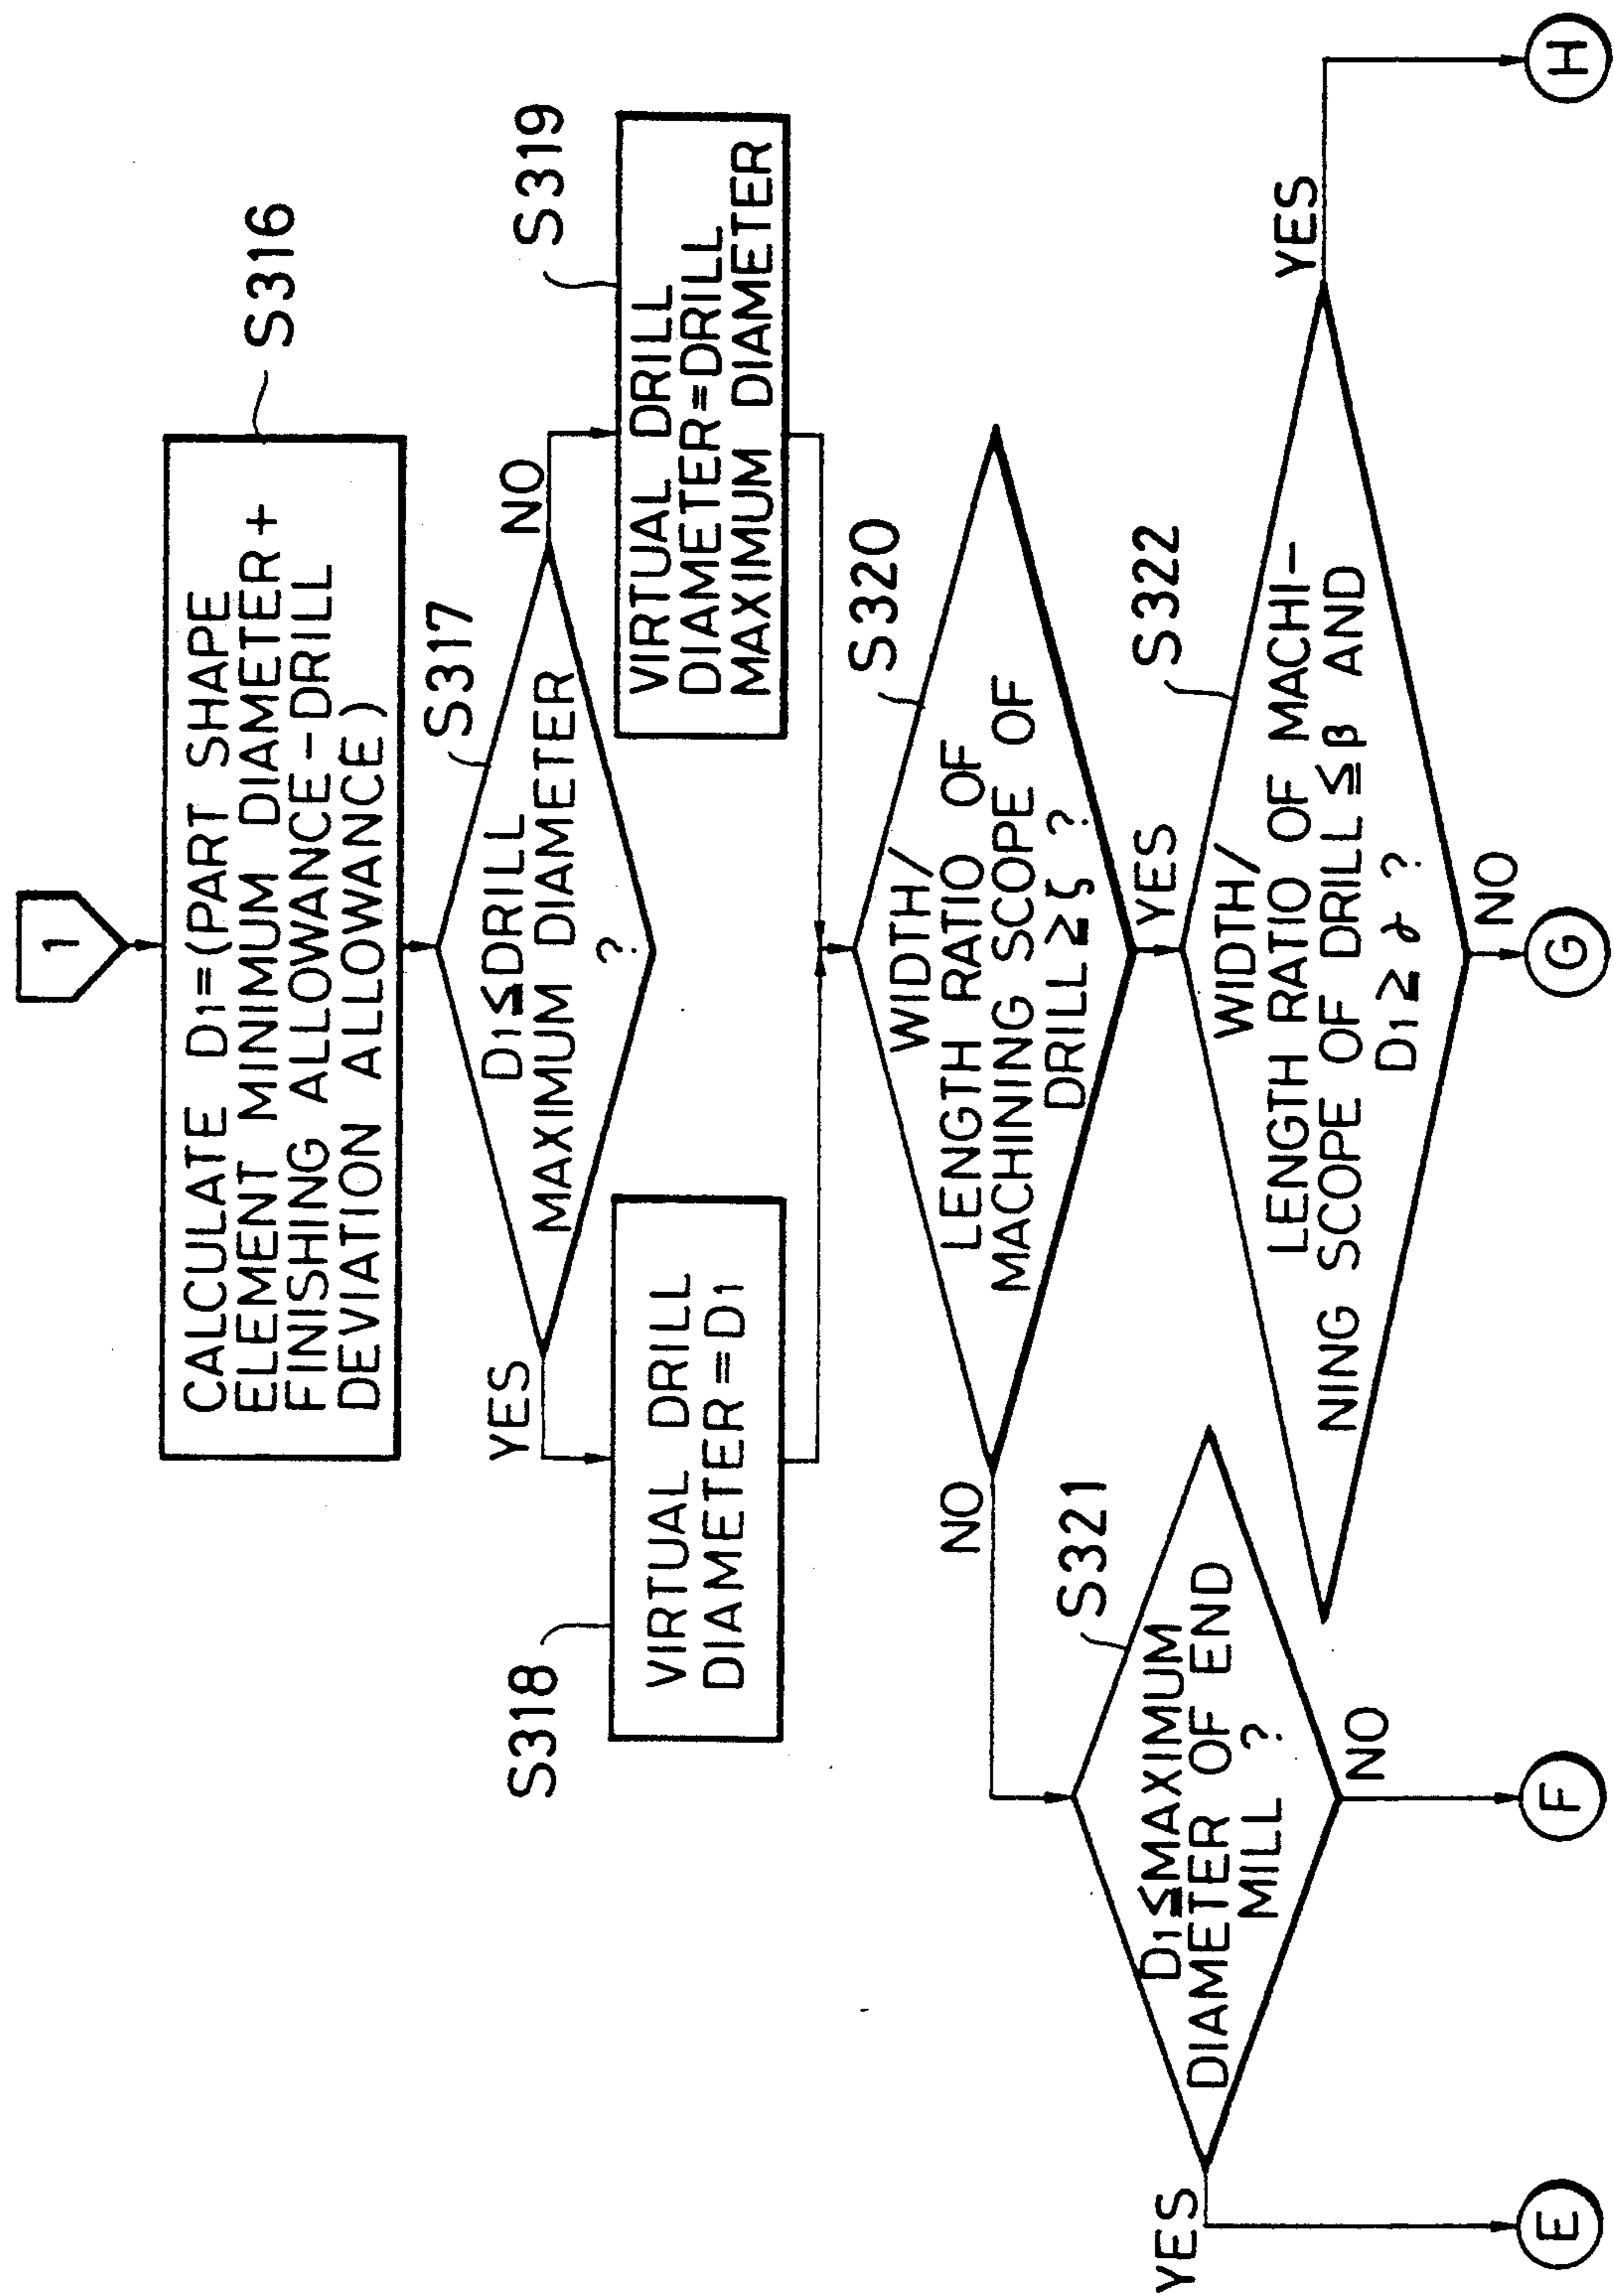 1
S316
CALCULATE D1=(PART SHAPE
ELEMENT MINIMUM DIAMETER+
FINISHING ALLOWANCE-DRILL
DEVIATION ALLOWANCE)
S317
D1≦DRILL
MAXIMUM DIAMETER
?
YES
NO
S318
VIRTUAL DRILL
DIAMETER=D1
S319
VIRTUAL DRILL
DIAMETER=DRILL
MAXIMUM DIAMETER
S320
WIDTH/
LENGTH RATIO OF
MACHINING SCOPE OF
DRILL≧ζ ?
NO
YES
S321
D1≦MAXIMUM
DIAMETER OF END
MILL ?
YES
NO
S322
WIDTH/
LENGTH RATIO OF MACHI-
NING SCOPE OF DRILL≦β AND
D1≧γ ?
YES
NO
E
F
G
H